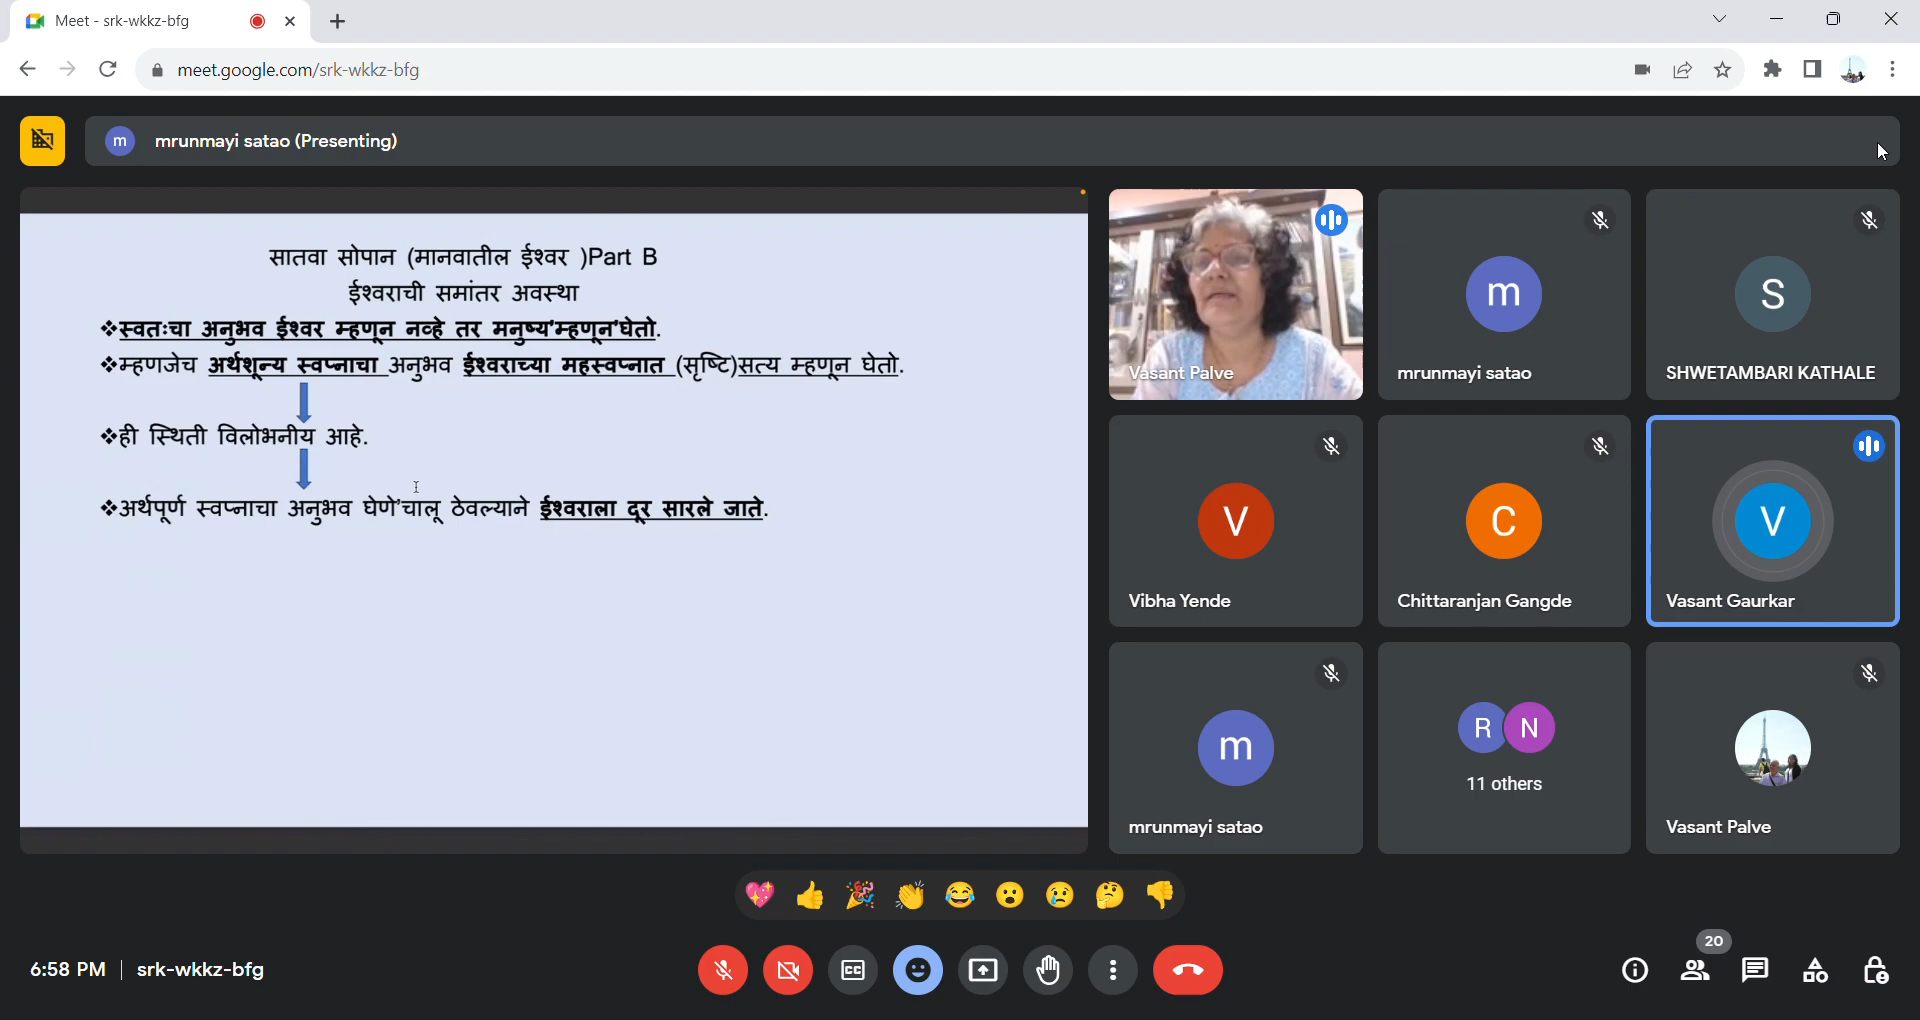 Meet - srk-wkkz-bfg
meet.google.com/srk-wkkz-bfg
m mrunmayi satao (Presenting)
सातवा सोपान (मानवातील ईश्वर )Part B
ईश्वराची समांतर अवस्था
❖स्वतःचा अनुभव ईश्वर म्हणून नव्हे तर मनुष्य'म्हणून'घेतो.
❖म्हणजेच अर्थशून्य स्वप्नाचा अनुभव ईश्वराच्या महस्वप्नात (सृष्टि)सत्य म्हणून घेतो.
❖ही स्थिती विलोभनीय आहे.
❖अर्थपूर्ण स्वप्नाचा अनुभव घेणे'चालू ठेवल्याने ईश्वराला दूर सारले जाते.
Vasant Palve
m
mrunmayi satao
S
SHWETAMBARI KATHALE
V
Vibha Yende
C
Chittaranjan Gangde
V
Vasant Gaurkar
m
mrunmayi satao
R N
11 others
Vasant Palve
6:58 PM | srk-wkkz-bfg
CC
20